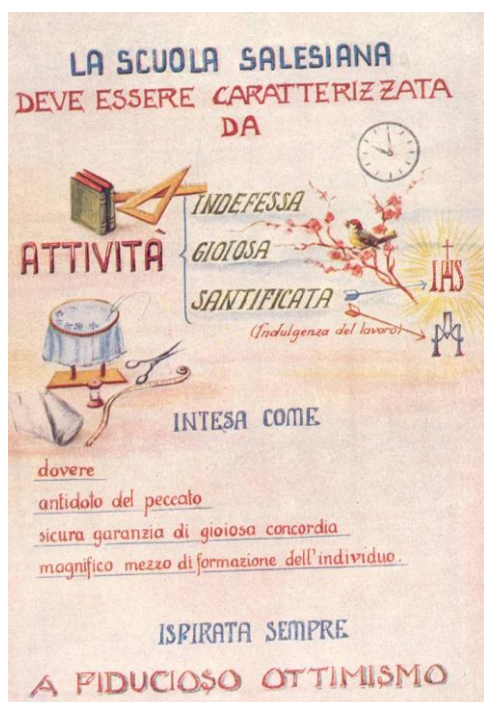 LA SCUOLA SALESIANA
DEVE ESSERE CARATTERIZZATA
DA
ATTIVITÀ
INDEFESSA
GIOIOSA
SANTIFICATA
(Indulgenza del lavoro)
IHS
INTESA COME
dovere
antidoto del peccato
sicura garanzia di gioiosa concordia
magnifico mezzo di formazione dell'individuo.
ISPIRATA SEMPRE
A FIDUCIOSO OTTIMISMO